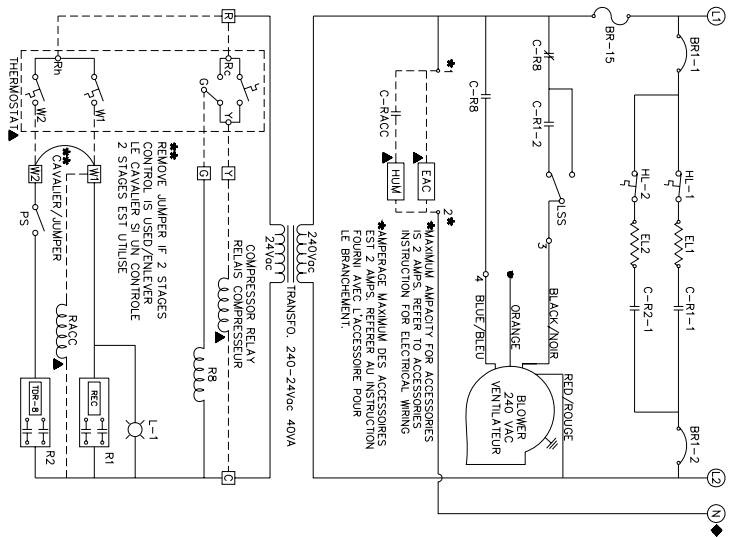 L1
L2
N
BR1-1
HL-1
EL1
C-R1-1
BR1-2
HL-2
EL2
C-R2-1
BR-15
C-R8
C-R1-2
LSS
3
BLACK/NOIR
RED/ROUGE
ORANGE
BLOWER
240 VAC
VENTILATEUR
C-R8
4
BLUE/BLEU
*1
EAC
2*
C-RACC
HUM
*MAXIMUM AMPACITY FOR ACCESSORIES
IS 2 AMPS. REFER TO ACCESSORIES
INSTRUCTION FOR ELECTRICAL WIRING
*AMPERAGE MAXIMUM DES ACCESSOIRES
EST 2 AMPS. REFERER AU INSTRUCTION
FOURNI AVEC L'ACCESSOIRE POUR
LE BRANCHEMENT.
240Vac
TRANSFO. 240-24Vac 40VA
24Vac
R
C
COMPRESSOR RELAY
RELAIS COMPRESSEUR
Rc
Y
G
Y
G
R8
Rh
W1
W2
THERMOSTAT
**
REMOVE JUMPER IF 2 STAGES
CONTROL IS USED/ENLEVER
LE CAVALIER SI UN CONTROLE
2 STAGES EST UTILISE
W1
**
CAVALIER/JUMPER
W2
PS
L-1
REC
R1
RACC
TDR-8
R2